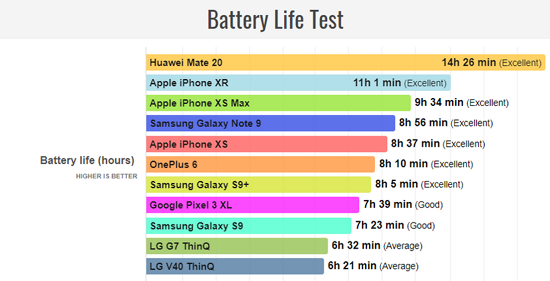 Battery Life Test
Huawei Mate 20 14h 26 min (Excellent)
Apple iPhone XR 11h 1 min (Excellent)
Apple iPhone XS Max 9h 34 min (Excellent)
Samsung Galaxy Note 9 8h 56 min (Excellent)
Apple iPhone XS 8h 37 min (Excellent)
Battery life (hours)
HIGHER IS BETTER
OnePlus 6 8h 10 min (Excellent)
Samsung Galaxy S9+ 8h 5 min (Excellent)
Google Pixel 3 XL 7h 39 min (Good)
Samsung Galaxy S9 7h 23 min (Good)
LG G7 ThinQ 6h 32 min (Average)
LG V40 ThinQ 6h 21 min (Average)